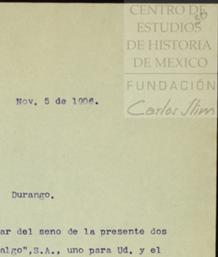 CENTRO DE
ESTUDIOS
DE HISTORIA
DE MEXICO
FUNDACIÓN
Carlos Slim
Nov. 5 de 1906.
Durango.
ar del seno de la presente dos
algo",S.A., uno para Ud. y el